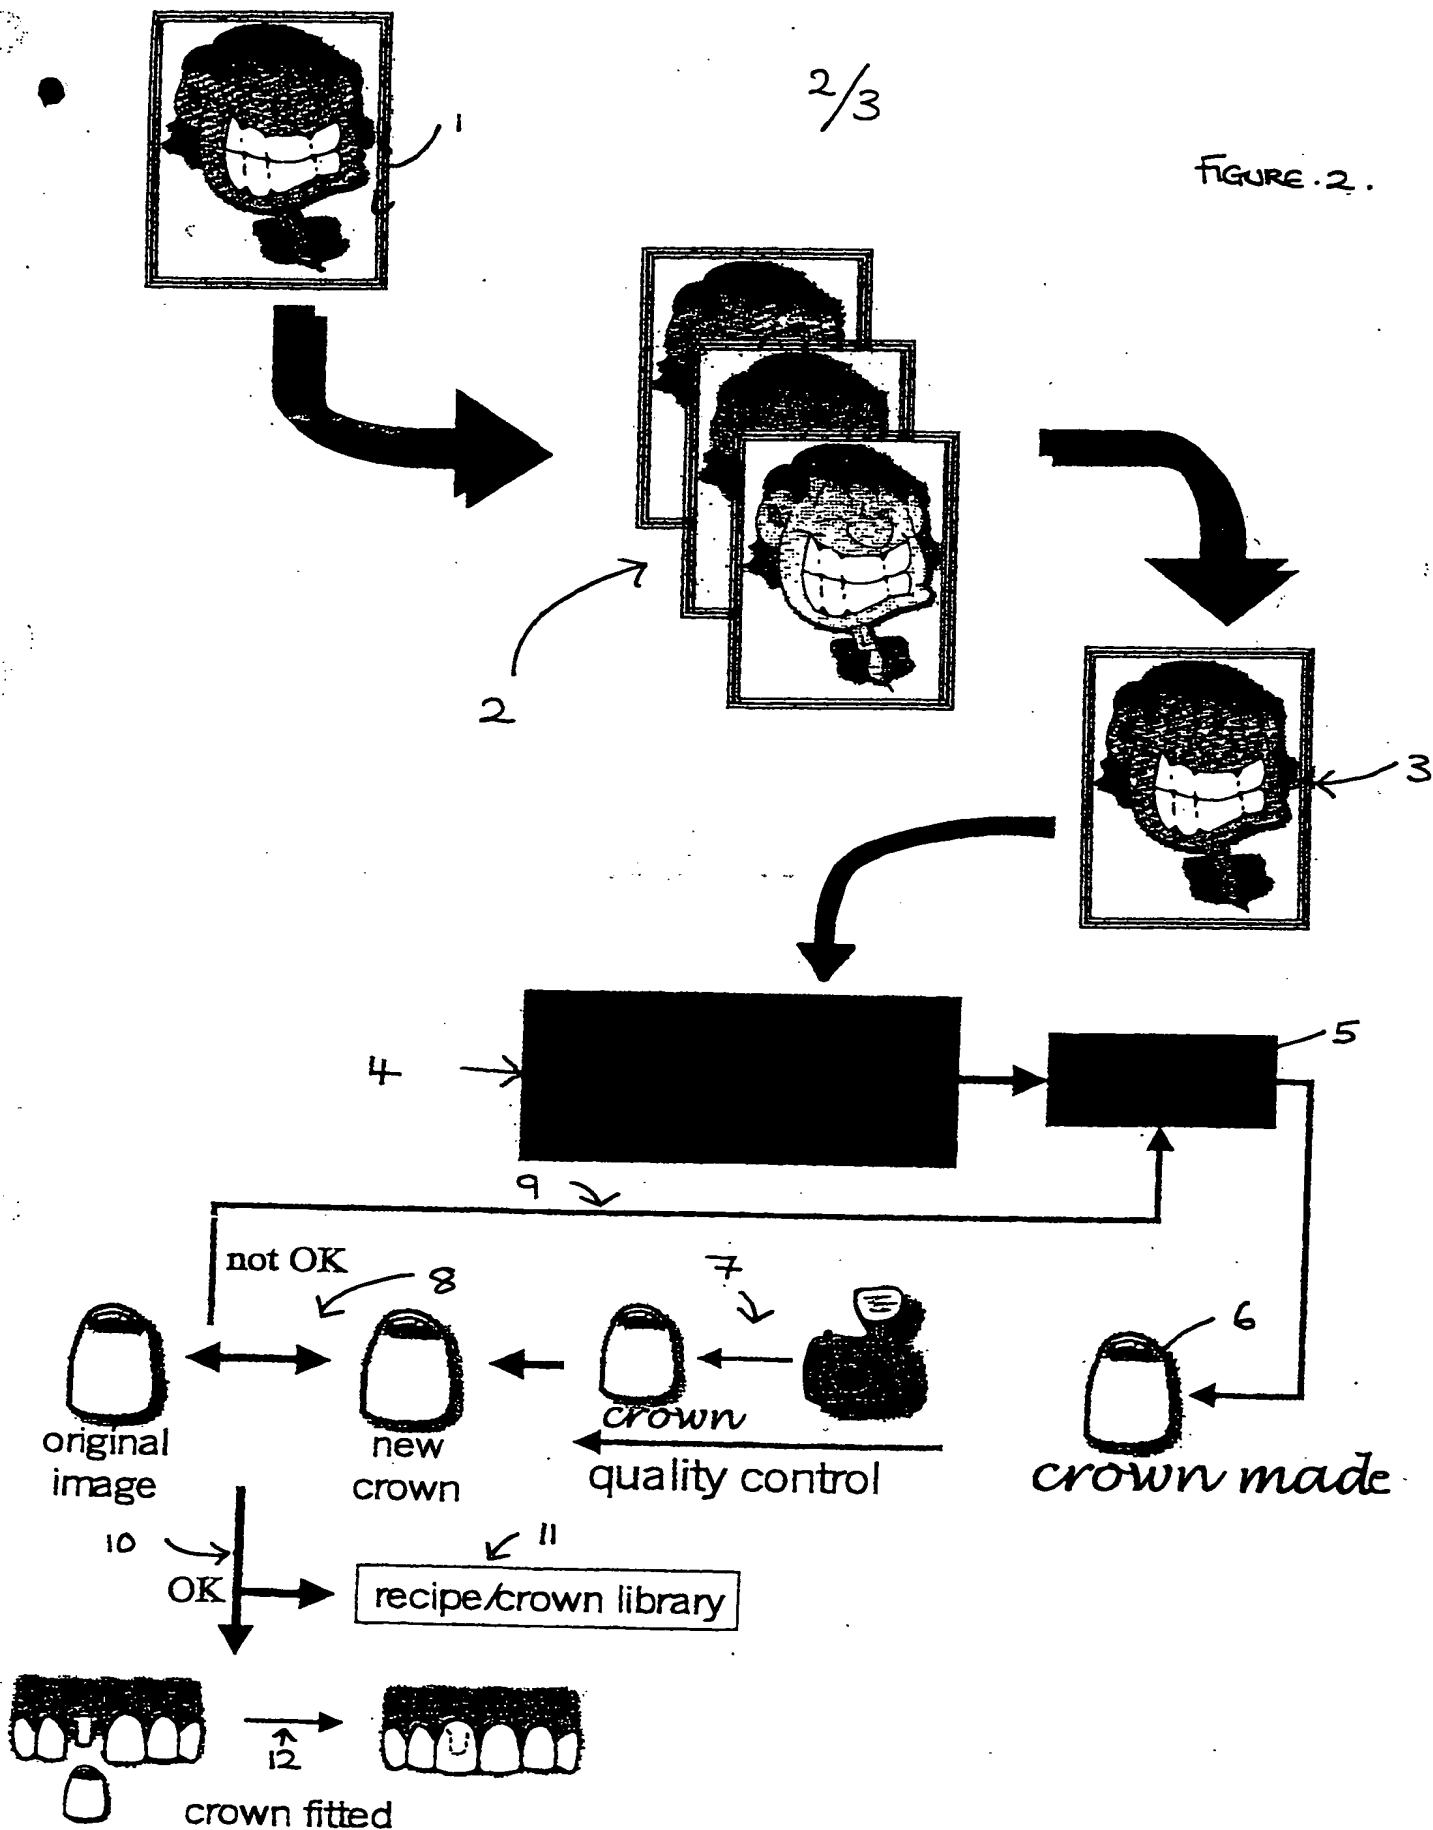 2/3
FIGURE.2.
1
2
3
4
5
9
not OK
8
7
6
original
image
new
crown
crown
quality control
crown made
10
OK
11
recipe/crown library
12
crown fitted